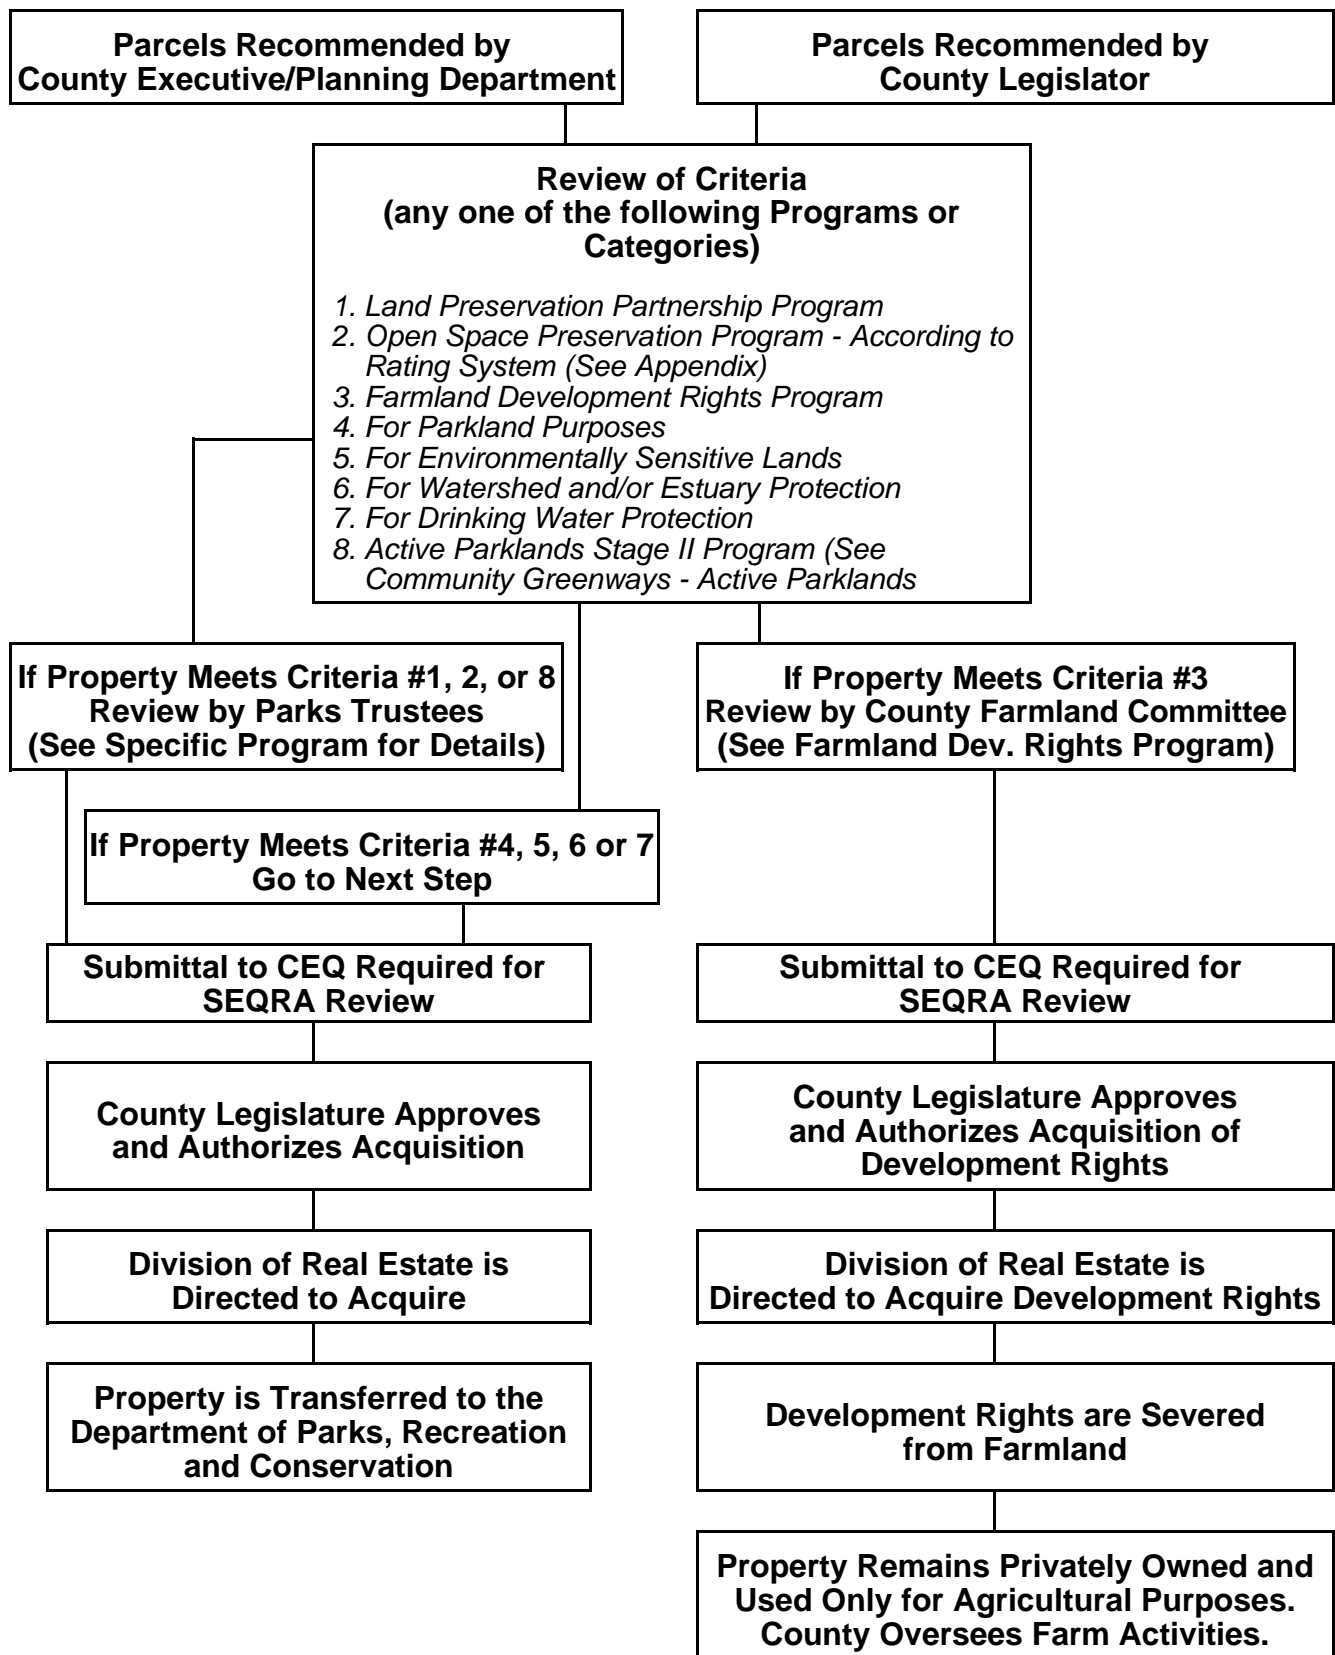 Parcels Recommended by
County Executive/Planning Department
Parcels Recommended by
County Legislator
Review of Criteria
(any one of the following Programs or
Categories)
1. Land Preservation Partnership Program
2. Open Space Preservation Program - According to
Rating System (See Appendix)
3. Farmland Development Rights Program
4. For Parkland Purposes
5. For Environmentally Sensitive Lands
6. For Watershed and/or Estuary Protection
7. For Drinking Water Protection
8. Active Parklands Stage II Program (See
Community Greenways - Active Parklands
If Property Meets Criteria #1, 2, or 8
Review by Parks Trustees
(See Specific Program for Details)
If Property Meets Criteria #3
Review by County Farmland Committee
(See Farmland Dev. Rights Program)
If Property Meets Criteria #4, 5, 6 or 7
Go to Next Step
Submittal to CEQ Required for
SEQRA Review
Submittal to CEQ Required for
SEQRA Review
County Legislature Approves
and Authorizes Acquisition
County Legislature Approves
and Authorizes Acquisition of
Development Rights
Division of Real Estate is
Directed to Acquire
Division of Real Estate is
Directed to Acquire Development Rights
Property is Transferred to the
Department of Parks, Recreation
and Conservation
Development Rights are Severed
from Farmland
Property Remains Privately Owned and
Used Only for Agricultural Purposes.
County Oversees Farm Activities.